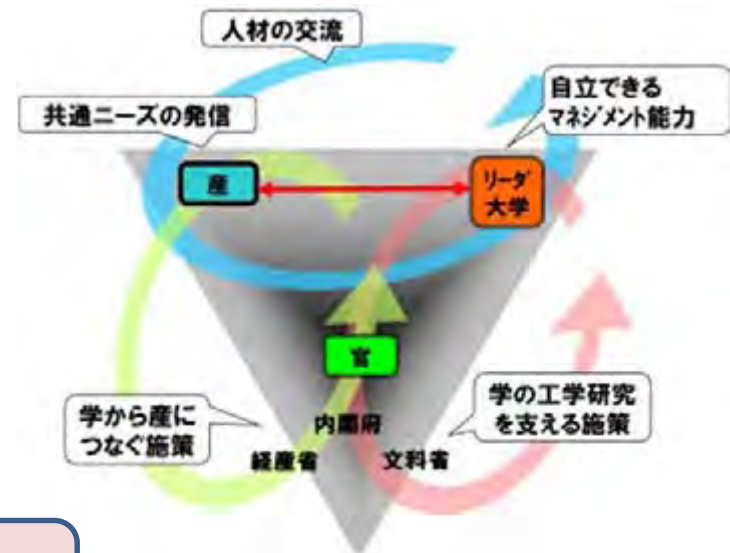 人材の交流
共通ニーズの発信
自立できる
マネジメント能力
産
リーダ
大学
官
学から産に
つなぐ施策
内閣府
経産省
文科省
学の工学研究
を支える施策